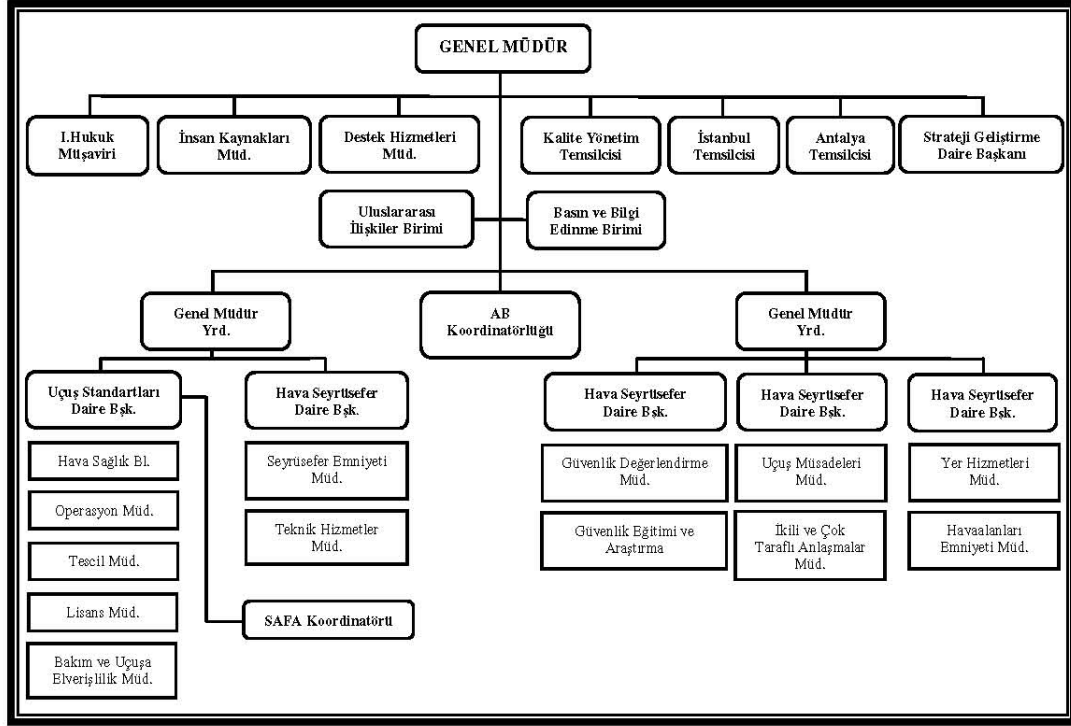 GENEL MÜDÜR
I.Hukuk
Müşaviri
İnsan Kaynakları
Müd.
Destek Hizmetleri
Müd.
Kalite Yönetim
Temsilcisi
İstanbul
Temsilcisi
Antalya
Temsilcisi
Strateji Geliştirme
Daire Başkanı
Uluslararası
İlişkiler Birimi
Basın ve Bilgi
Edinme Birimi
Genel Müdür
Yrd.
AB
Koordinatörlüğü
Genel Müdür
Yrd.
Uçuş Standartları
Daire Bşk.
Hava Seyrüsefer
Daire Bşk.
Hava Seyrüsefer
Daire Bşk.
Hava Seyrüsefer
Daire Bşk.
Hava Seyrüsefer
Daire Bşk.
Hava Sağlık Bl.
Operasyon Müd.
Tescil Müd.
Lisans Müd.
Bakım ve Uçuşa
Elverişlilik Müd.
Seyrüsefer Emniyeti
Müd.
Teknik Hizmetler
Müd.
SAFA Koordinatörü
Güvenlik Değerlendirme
Müd.
Güvenlik Eğitimi ve
Araştırma
Uçuş Müsadeleri
Müd.
İkili ve Çok
Taraflı Anlaşmalar
Müd.
Yer Hizmetleri
Müd.
Havaalanları
Emniyeti Müd.